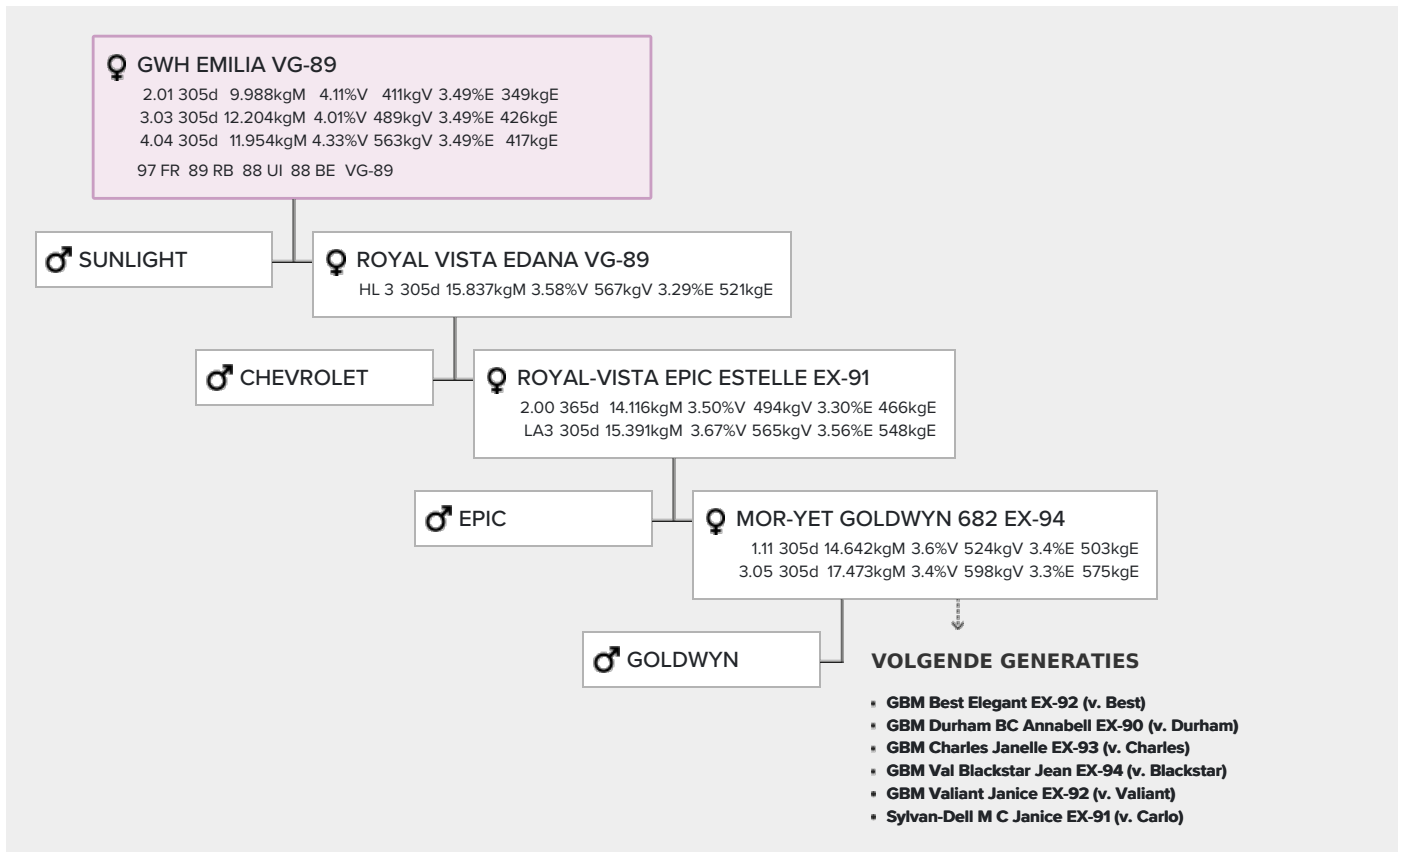 GWH EMILIA VG-89
2.01 305d 9.988kgM 4.11%V 411kgV 3.49%E 349kgE
3.03 305d 12.204kgM 4.01%V 489kgV 3.49%E 426kgE
4.04 305d 11.954kgM 4.33%V 563kgV 3.49%E 417kgE
97 FR 89 RB 88 UI 88 BE VG-89
SUNLIGHT
ROYAL VISTA EDANA VG-89
HL 3 305d 15.837kgM 3.58%V 567kgV 3.29%E 521kgE
CHEVROLET
ROYAL-VISTA EPIC ESTELLE EX-91
2.00 365d 14.116kgM 3.50%V 494kgV 3.30%E 466kgE
LA3 305d 15.391kgM 3.67%V 565kgV 3.56%E 548kgE
EPIC
MOR-YET GOLDWYN 682 EX-94
1.11 305d 14.642kgM 3.6%V 524kgV 3.4%E 503kgE
3.05 305d 17.473kgM 3.4%V 598kgV 3.3%E 575kgE
GOLDWYN
VOLGENDE GENERATIES
GBM Best Elegant EX-92 (v. Best)
GBM Durham BC Annabell EX-90 (v. Durham)
GBM Charles Janelle EX-93 (v. Charles)
GBM Val Blackstar Jean EX-94 (v. Blackstar)
GBM Valiant Janice EX-92 (v. Valiant)
Sylvan-Dell M C Janice EX-91 (v. Carlo)